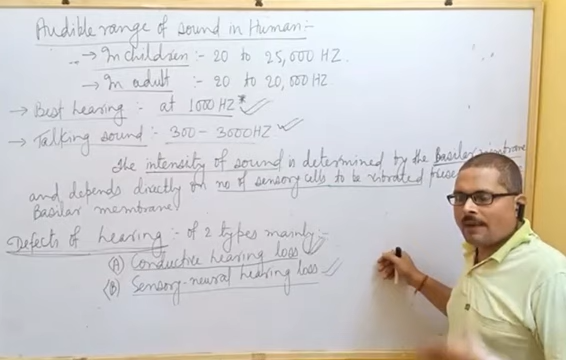 Audible range of sound in Human :-
→ In children :- 20 to 25,000 HZ.
→ In adult :- 20 to 20,000 HZ
→ Best hearing :- at 1000 HZ*
→ Talking sound :- 300 - 3000HZ
The intensity of sound is determined by the Basilar membrane
and depends directly on no of sensory cells to be vibrated
Basilar membrane
Defects of hearing :- of 2 types mainly :-
(A) Conductive hearing loss
(B) Sensory-neural hearing loss